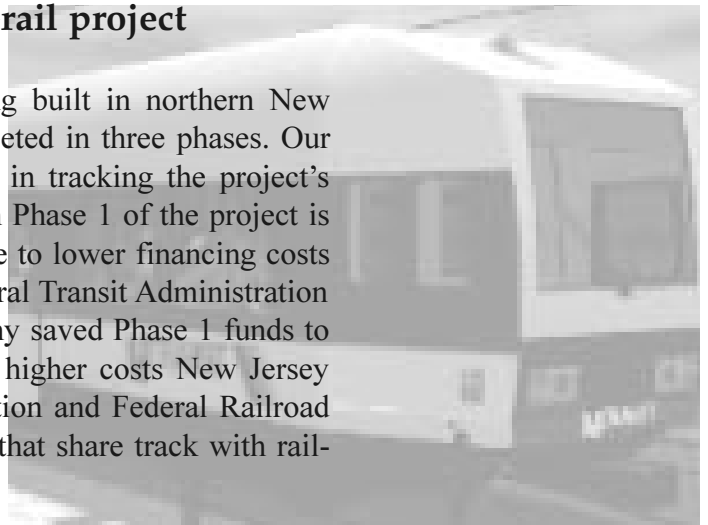 rail project
g built in northern New
eted in three phases. Our
in tracking the project's
Phase 1 of the project is
e to lower financing costs
ral Transit Administration
y saved Phase 1 funds to
higher costs New Jersey
tion and Federal Railroad
that share track with rail-